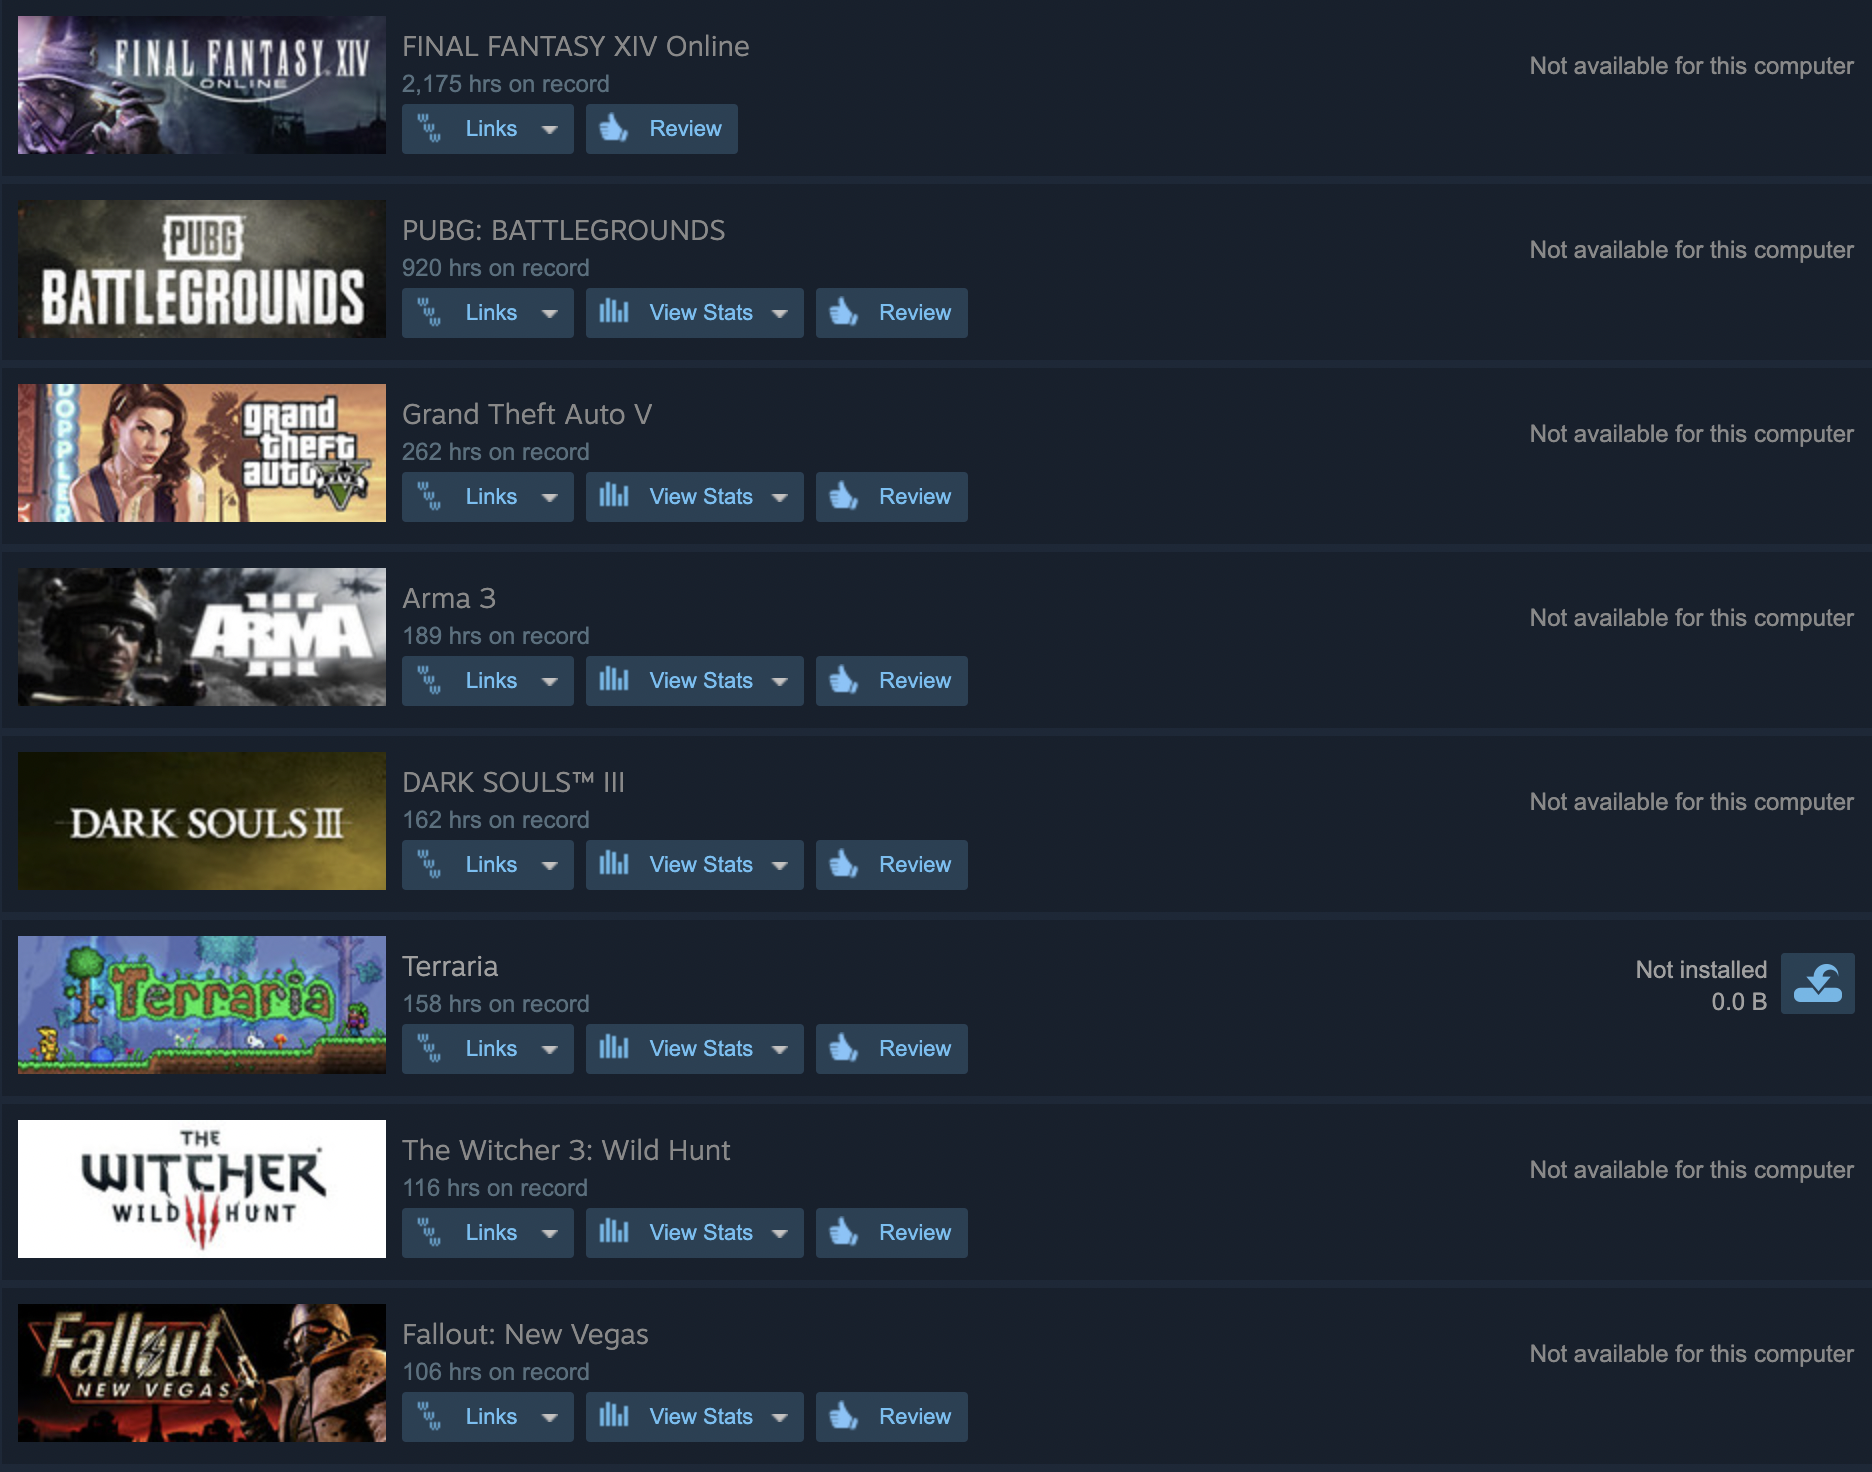 FINAL FANTASY XIV
ONLINE
FINAL FANTASY XIV Online
2,175 hrs on record
Links
Review
Not available for this computer
PUBG
BATTLEGROUNDS
PUBG: BATTLEGROUNDS
920 hrs on record
Links
View Stats
Review
Not available for this computer
DOPPLER
grand
theft
auto
FIVE
V
Grand Theft Auto V
262 hrs on record
Links
View Stats
Review
Not available for this computer
III
ARMA
III
Arma 3
189 hrs on record
Links
View Stats
Review
Not available for this computer
DARK SOULS III
DARK SOULS™ III
162 hrs on record
Links
View Stats
Review
Not available for this computer
Terraria
Terraria
158 hrs on record
Links
View Stats
Review
Not installed
0.0 B
THE
WITCHER
WILD III HUNT
The Witcher 3: Wild Hunt
116 hrs on record
Links
View Stats
Review
Not available for this computer
Fallout
NEW VEGAS
Fallout: New Vegas
106 hrs on record
Links
View Stats
Review
Not available for this computer